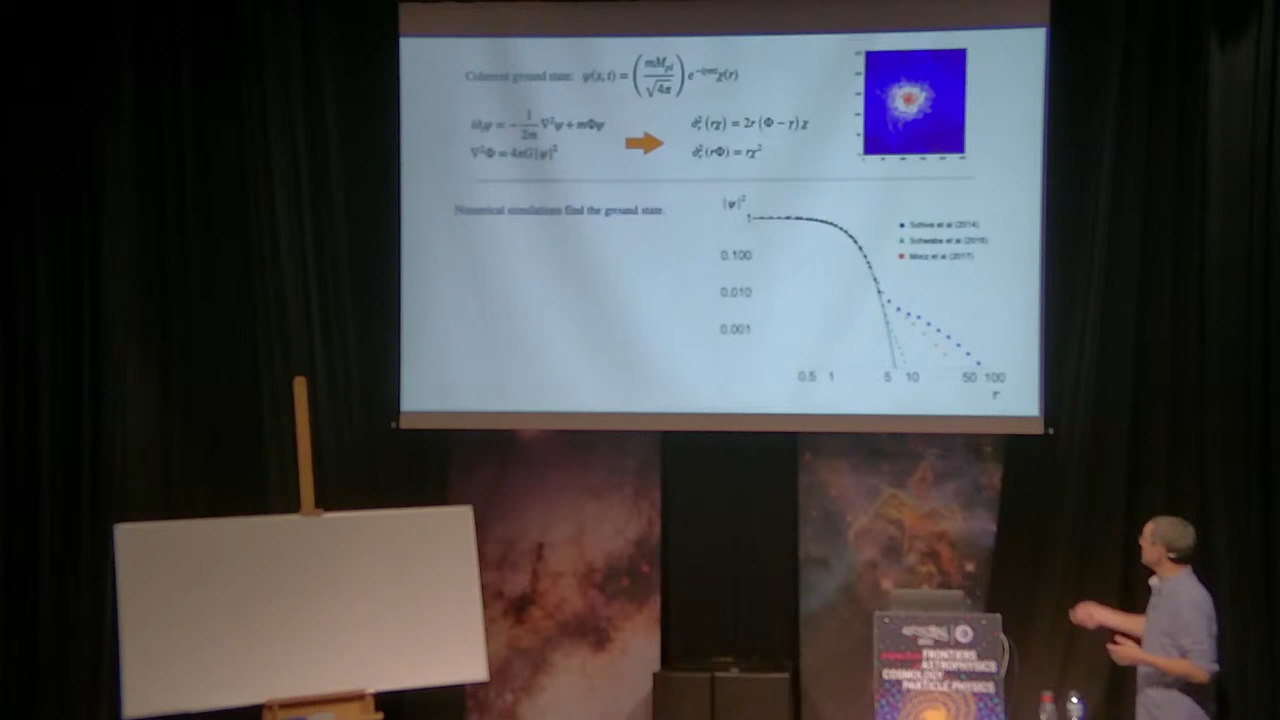 Coherent ground state: ψ(x, t) = (mM_pl / √4π) e^{-iγmt} χ(r)
i∂_tψ = -1/2m ∇²ψ + mΦψ
∂_r²(rχ) = 2r(Φ - γ)χ
∇²Φ = 4πG|ψ|²
∂_r²(rΦ) = rχ²
Numerical simulations find the ground state.
|ψ|²
1
0.100
0.010
0.001
0.5 1 5 10 50 100
r
Schive et al (2014)
Schwabe et al (2016)
Mocz et al (2017)
FRONTIERS
ASTROPHYSICS
COSMOLOGY
PARTICLE PHYSICS